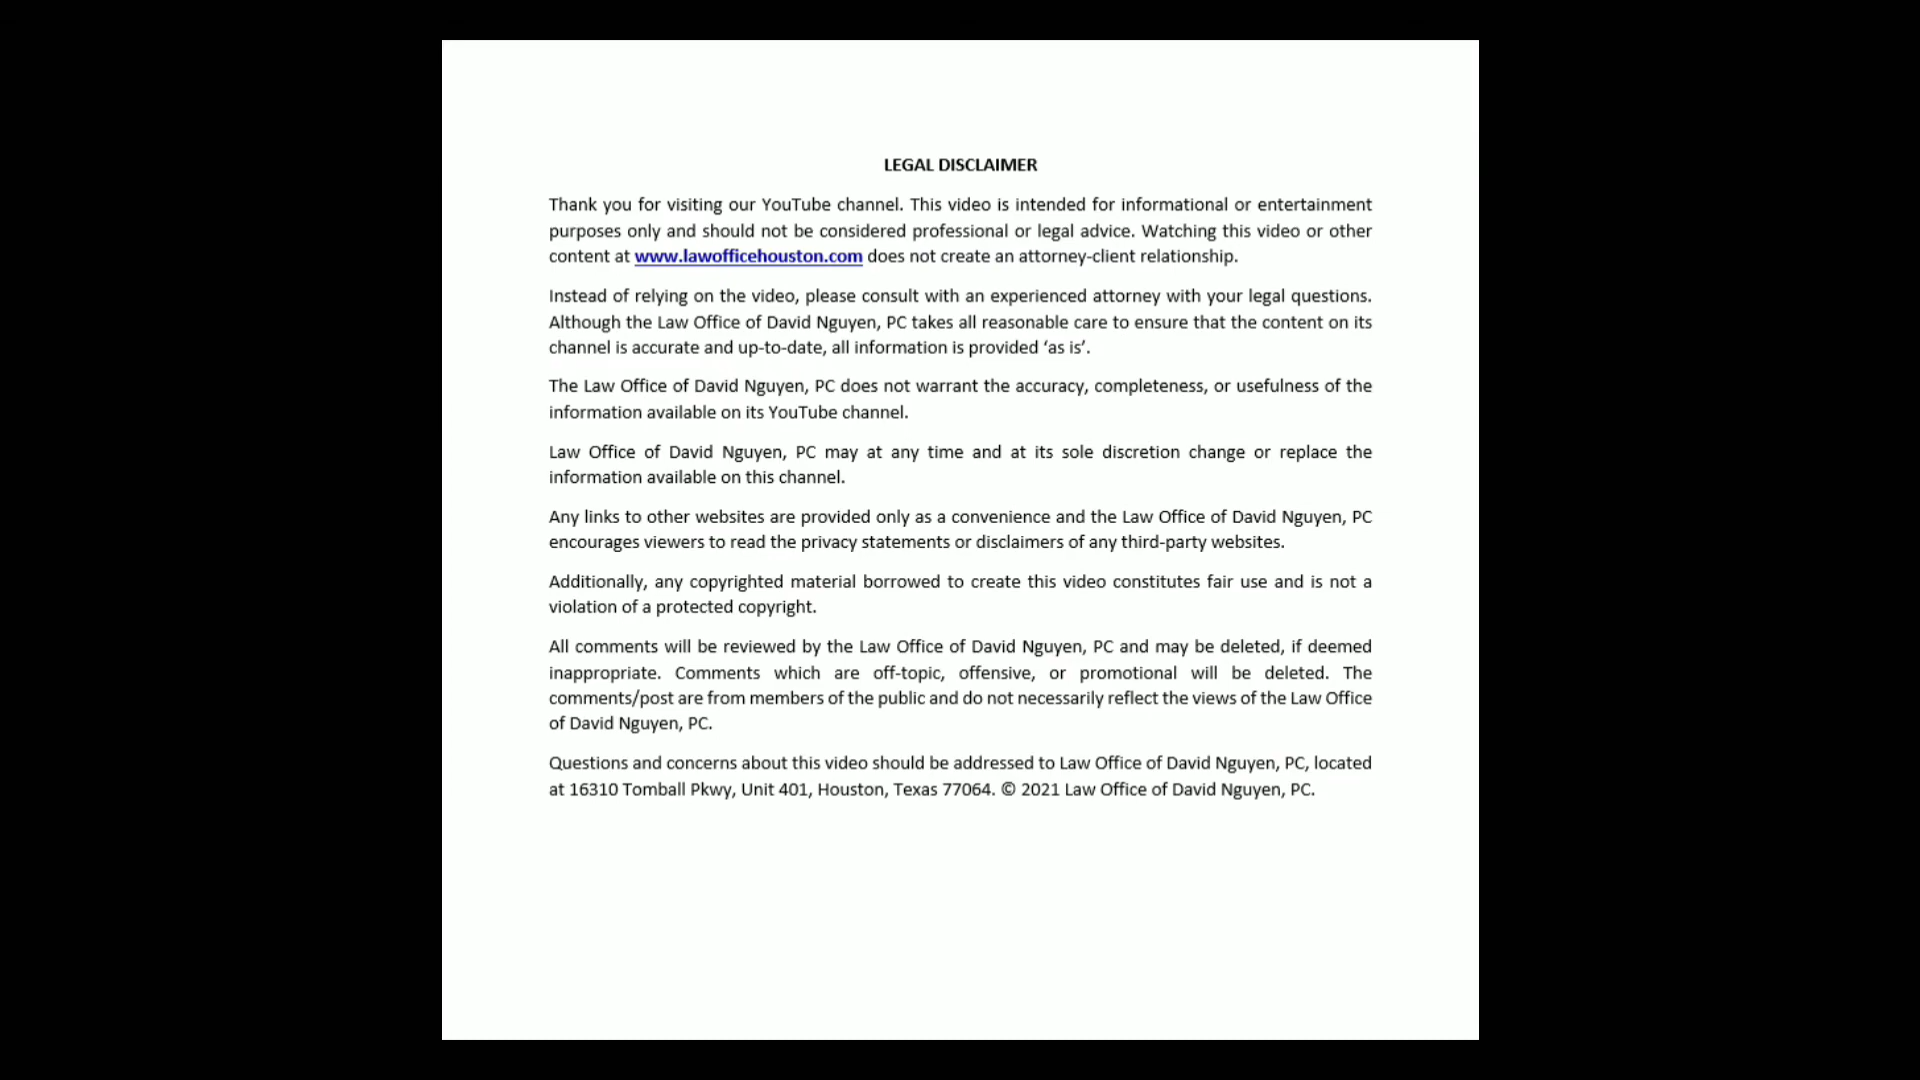 LEGAL DISCLAIMER
Thank you for visiting our YouTube channel. This video is intended for informational or entertainment
purposes only and should not be considered professional or legal advice. Watching this video or other
content at www.lawofficehouston.com does not create an attorney-client relationship.
Instead of relying on the video, please consult with an experienced attorney with your legal questions.
Although the Law Office of David Nguyen, PC takes all reasonable care to ensure that the content on its
channel is accurate and up-to-date, all information is provided ‘as is’.
The Law Office of David Nguyen, PC does not warrant the accuracy, completeness, or usefulness of the
information available on its YouTube channel.
Law Office of David Nguyen, PC may at any time and at its sole discretion change or replace the
information available on this channel.
Any links to other websites are provided only as a convenience and the Law Office of David Nguyen, PC
encourages viewers to read the privacy statements or disclaimers of any third-party websites.
Additionally, any copyrighted material borrowed to create this video constitutes fair use and is not a
violation of a protected copyright.
All comments will be reviewed by the Law Office of David Nguyen, PC and may be deleted, if deemed
inappropriate. Comments which are off-topic, offensive, or promotional will be deleted. The
comments/post are from members of the public and do not necessarily reflect the views of the Law Office
of David Nguyen, PC.
Questions and concerns about this video should be addressed to Law Office of David Nguyen, PC, located
at 16310 Tomball Pkwy, Unit 401, Houston, Texas 77064. © 2021 Law Office of David Nguyen, PC.